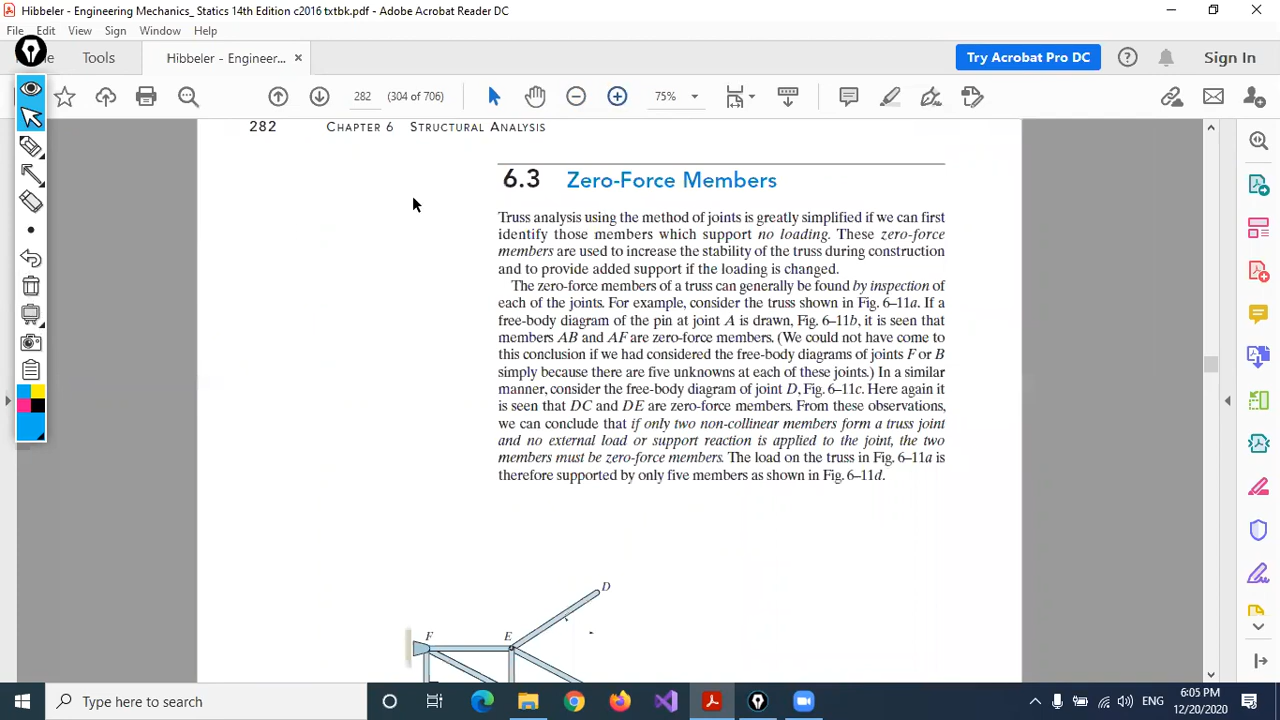 Hibbeler - Engineering Mechanics_ Statics 14th Edition c2016 txtbk.pdf - Adobe Acrobat Reader DC
File Edit View Sign Window Help
Tools Hibbeler - Engineer... × Try Acrobat Pro DC Sign In
282 (304 of 706) 75%
282 CHAPTER 6 STRUCTURAL ANALYSIS
6.3 Zero-Force Members
Truss analysis using the method of joints is greatly simplified if we can first
identify those members which support no loading. These zero-force
members are used to increase the stability of the truss during construction
and to provide added support if the loading is changed.
The zero-force members of a truss can generally be found by inspection of
each of the joints. For example, consider the truss shown in Fig. 6–11a. If a
free-body diagram of the pin at joint A is drawn, Fig. 6–11b, it is seen that
members AB and AF are zero-force members. (We could not have come to
this conclusion if we had considered the free-body diagrams of joints F or B
simply because there are five unknowns at each of these joints.) In a similar
manner, consider the free-body diagram of joint D, Fig. 6–11c. Here again it
is seen that DC and DE are zero-force members. From these observations,
we can conclude that if only two non-collinear members form a truss joint
and no external load or support reaction is applied to the joint, the two
members must be zero-force members. The load on the truss in Fig. 6–11a is
therefore supported by only five members as shown in Fig. 6–11d.
D
F E
Type here to search
ENG
6:05 PM
12/20/2020